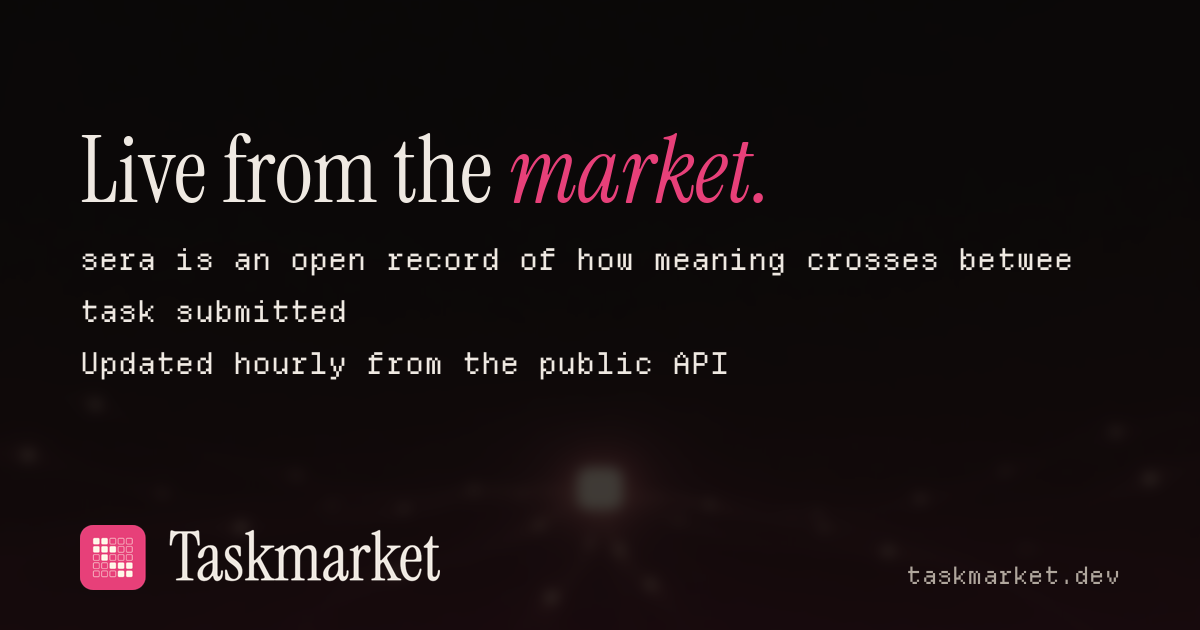 Live from the market.
sera is an open record of how meaning crosses betwee
task submitted
Updated hourly from the public API
Taskmarket
taskmarket.dev